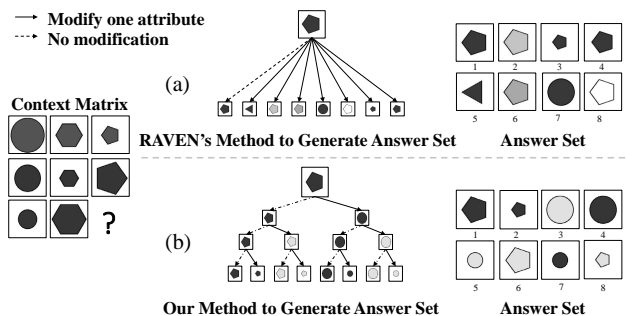 Modify one attribute
No modification
(a)
RAVEN's Method to Generate Answer Set
1 2 3 4
5 6 7 8
Answer Set
Context Matrix
?
(b)
Our Method to Generate Answer Set
1 2 3 4
5 6 7 8
Answer Set